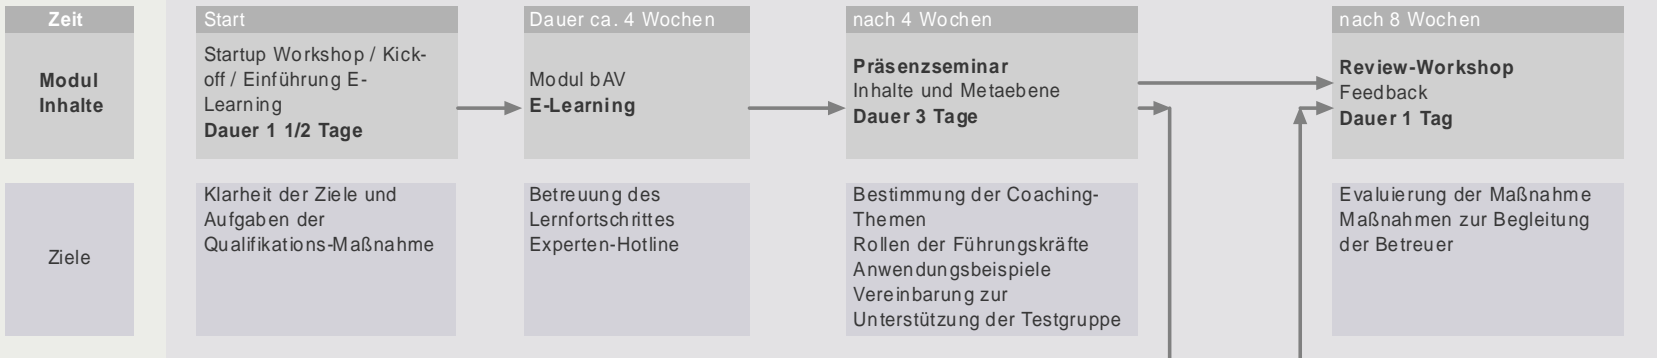 Zeit
Start
Dauer ca. 4 Wochen
nach 4 Wochen
nach 8 Wochen
Modul
Inhalte
Startup Workshop / Kick-
off / Einführung E-
Learning
Dauer 1 1/2 Tage
Modul bAV
E-Learning
Präsenzseminar
Inhalte und Metaebene
Dauer 3 Tage
Review-Workshop
Feedback
Dauer 1 Tag
Ziele
Klarheit der Ziele und
Aufgaben der
Qualifikations-Maßnahme
Betreuung des
Lernfortschrittes
Experten-Hotline
Bestimmung der Coaching-
Themen
Rollen der Führungskräfte
Anwendungsbeispiele
Vereinbarung zur
Unterstützung der Testgruppe
Evaluierung der Maßnahme
Maßnahmen zur Begleitung
der Betreuer